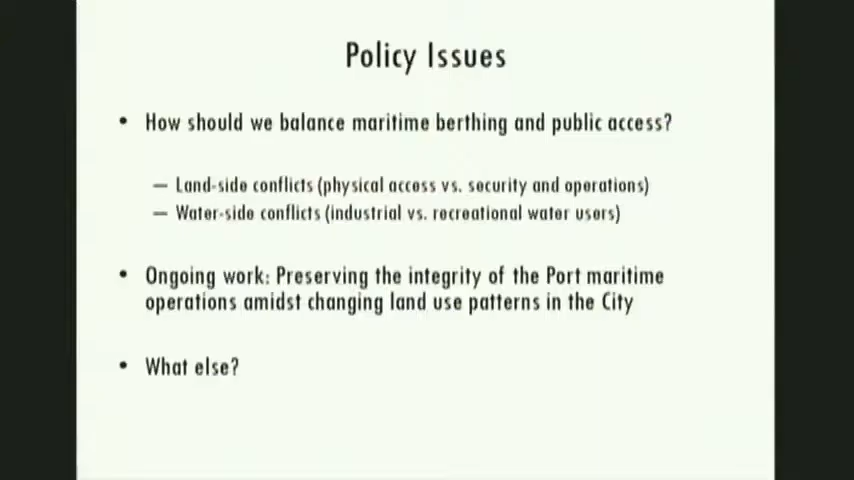 Policy Issues
• How should we balance maritime berthing and public access?
– Land-side conflicts (physical access vs. security and operations)
– Water-side conflicts (industrial vs. recreational water users)
• Ongoing work: Preserving the integrity of the Port maritime
operations amidst changing land use patterns in the City
• What else?